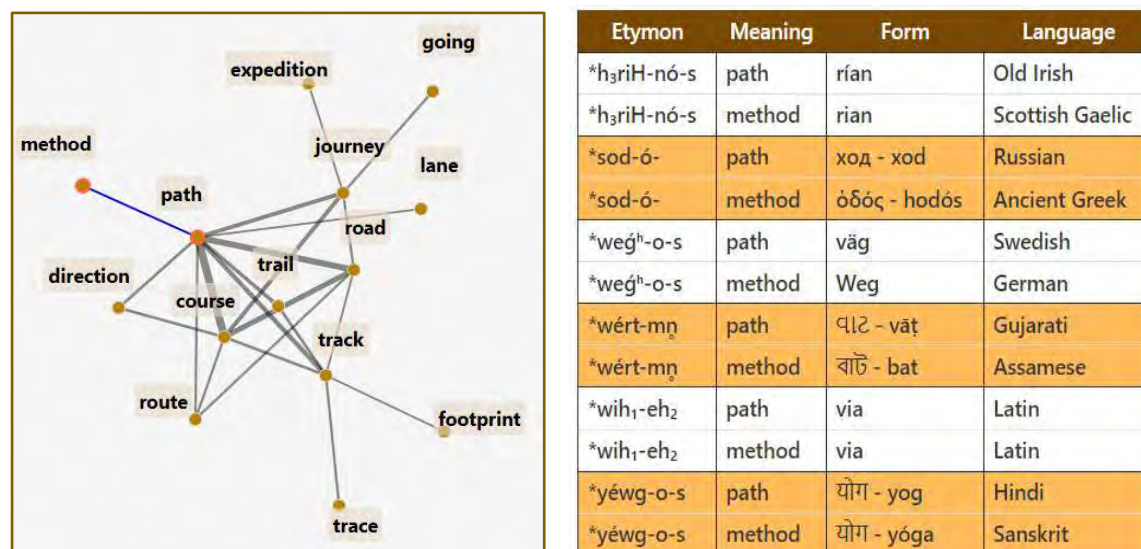 going
expedition
method
journey
lane
path
road
direction
trail
course
track
route
footprint
trace
Etymon Meaning Form Language
*h₃riH-nó-s path rían Old Irish
*h₃riH-nó-s method rian Scottish Gaelic
*sod-ó- path ход - xod Russian
*sod-ó- method ὁδός - hodós Ancient Greek
*weǵʰ-o-s path väg Swedish
*weǵʰ-o-s method Weg German
*wért-mn̥ path વાટ - vāṭ Gujarati
*wért-mn̥ method বাট - bat Assamese
*wih₁-eh₂ path via Latin
*wih₁-eh₂ method via Latin
*yéwg-o-s path योग - yog Hindi
*yéwg-o-s method योग - yóga Sanskrit